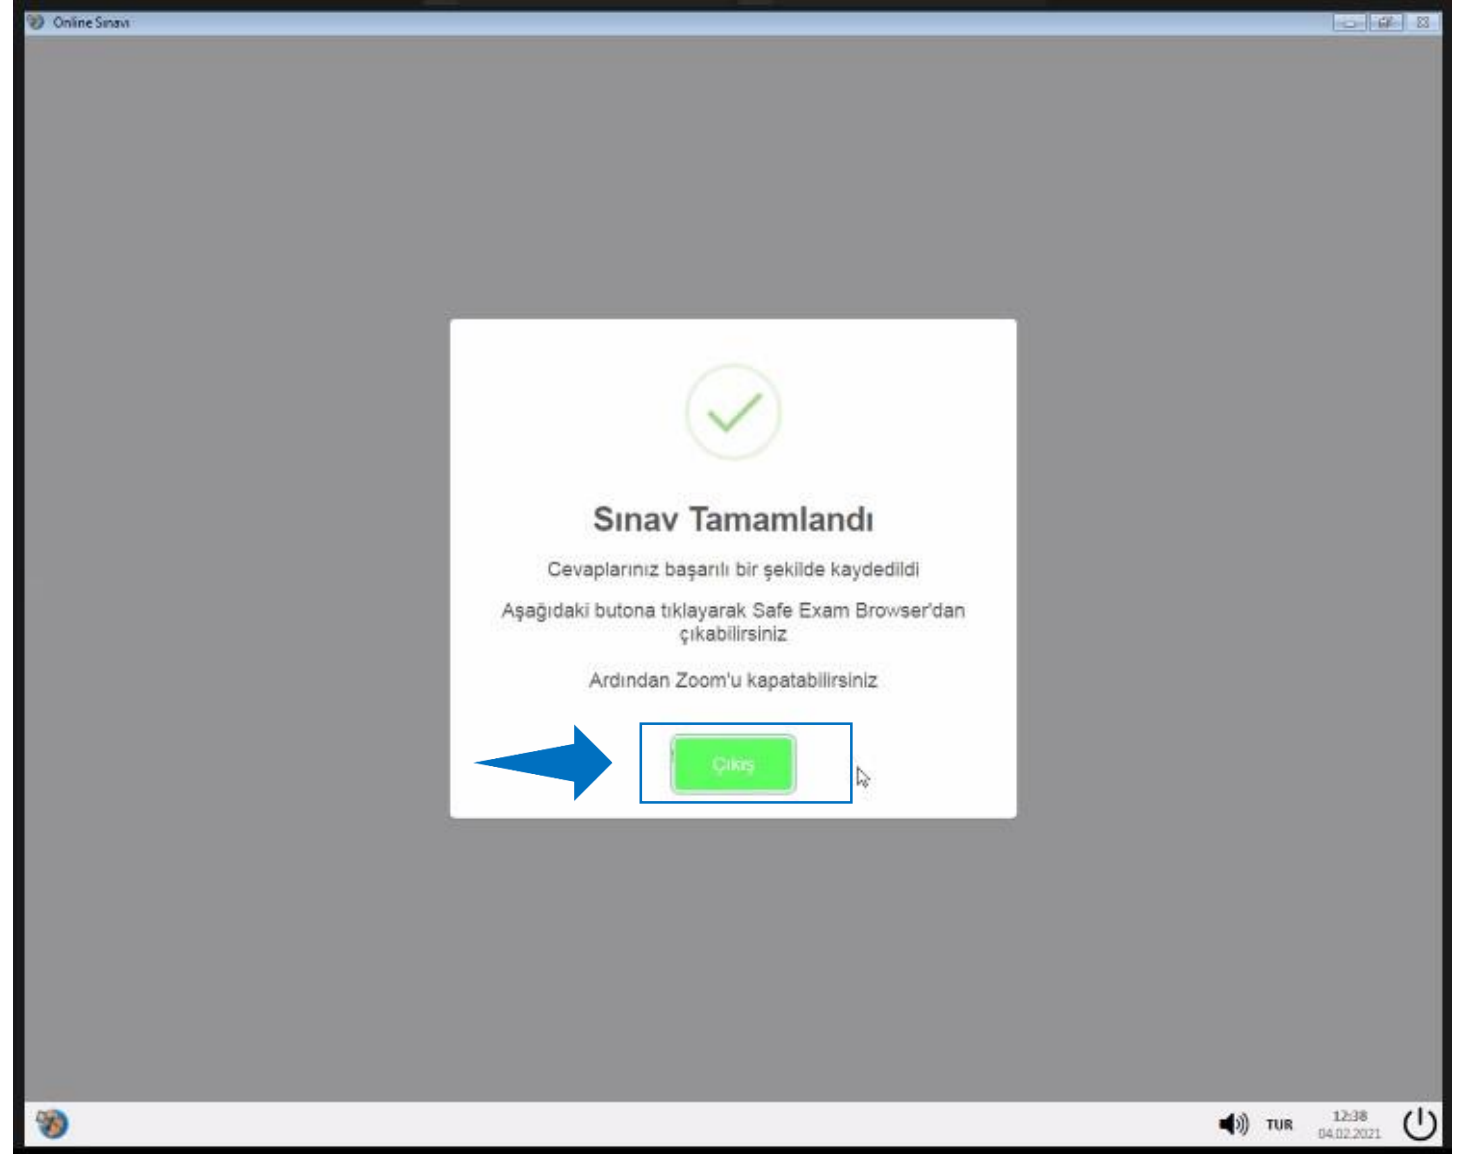 Online Sınavı
Sınav Tamamlandı
Cevaplarınız başarılı bir şekilde kaydedildi
Aşağıdaki butona tıklayarak Safe Exam Browser'dan
çıkabilirsiniz
Ardından Zoom'u kapatabilirsiniz
Çıkış
TUR
12:38
04.02.2021